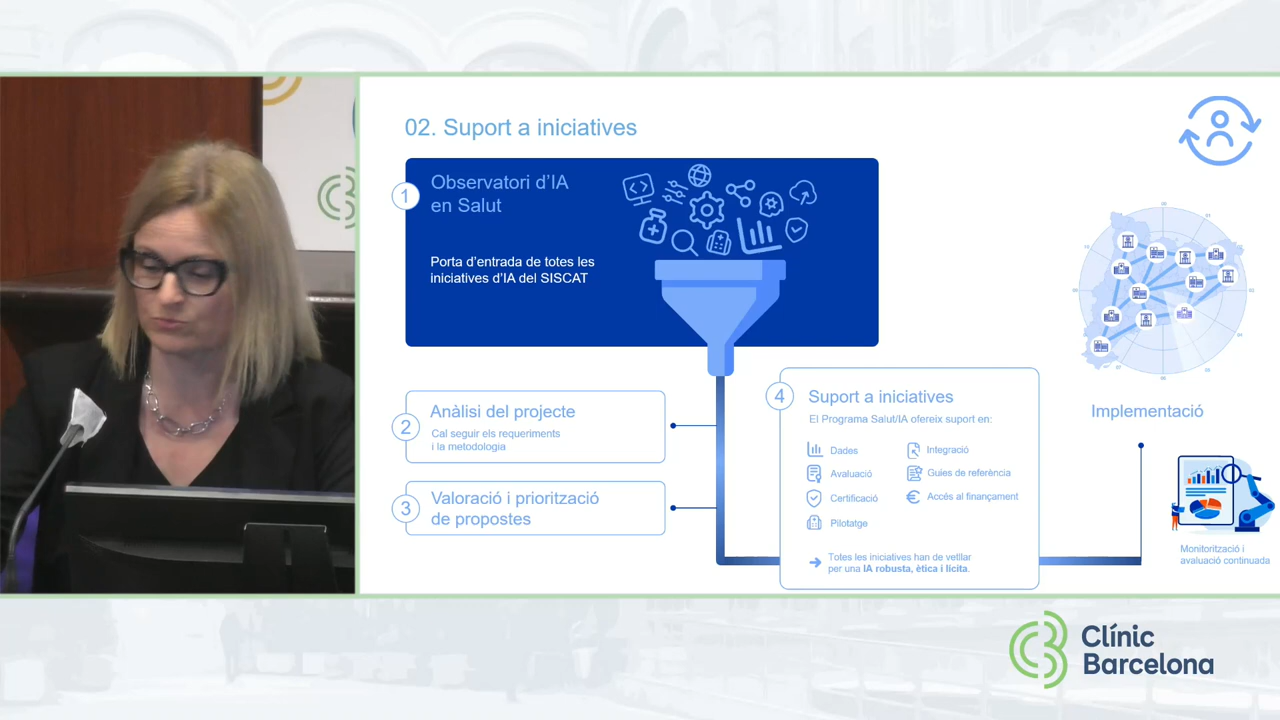 02. Suport a iniciatives
1
Observatori d'IA
en Salut
Porta d'entrada de totes les
iniciatives d'IA del SISCAT
2
Anàlisi del projecte
Cal seguir els requeriments
i la metodologia
3
Valoració i priorització
de propostes
4
Suport a iniciatives
El Programa Salut/IA ofereix suport en:
Dades
Avaluació
Certificació
Pilotatge
Integració
Guies de referència
Accés al finançament
Totes les iniciatives han de vetllar
per una IA robusta, ètica i lícita.
Implementació
Monitorització i
avaluació continuada
Clínic
Barcelona